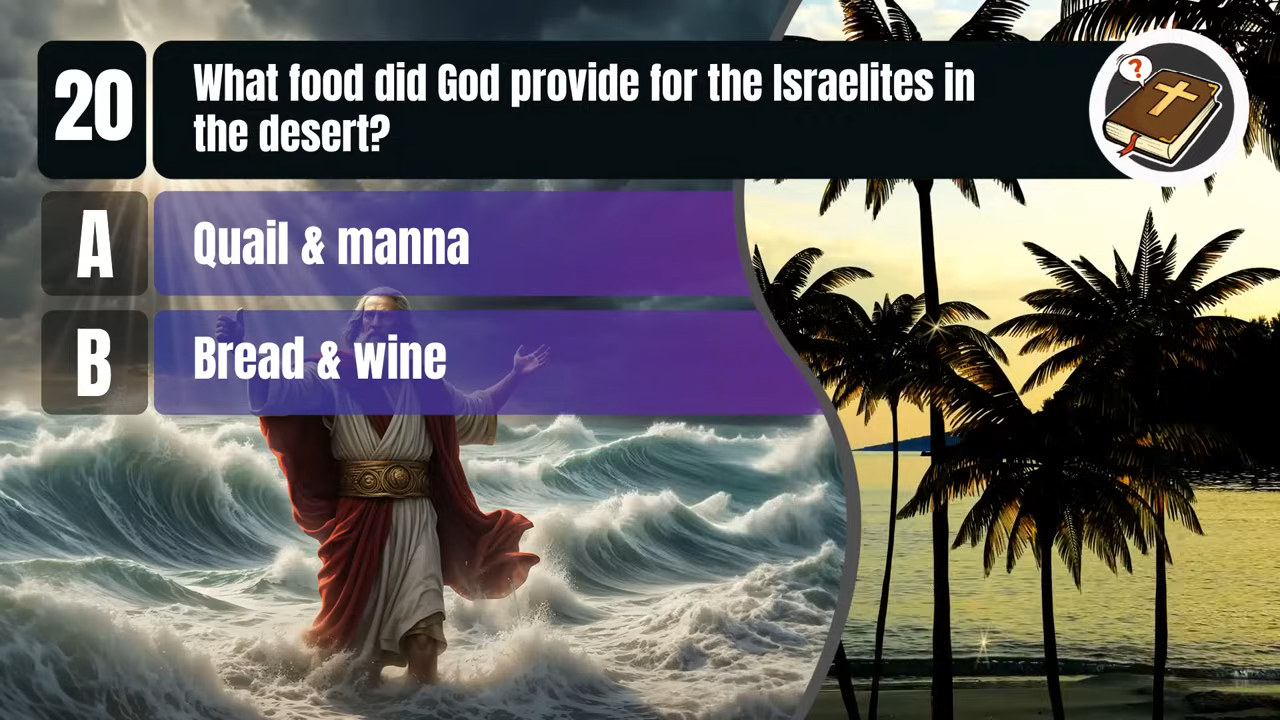 20
What food did God provide for the Israelites in
the desert?
?
A
Quail & manna
B
Bread & wine